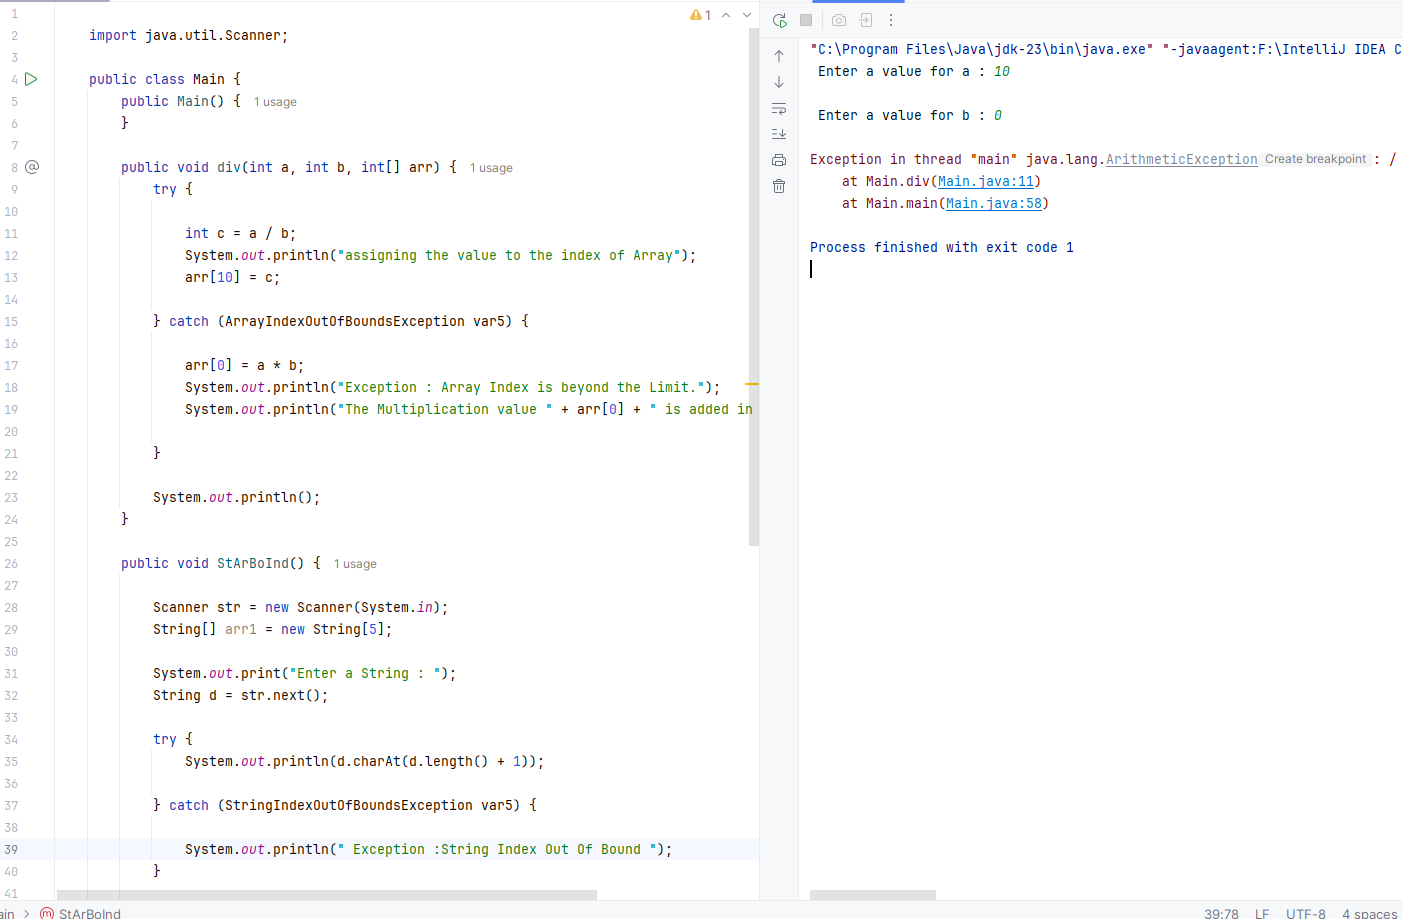 1
2 import java.util.Scanner;
3
4 public class Main {
5 public Main() { 1 usage
6 }
7
8 public void div(int a, int b, int[] arr) { 1 usage
9 try {
10
11 int c = a / b;
12 System.out.println("assigning the value to the index of Array");
13 arr[10] = c;
14
15 } catch (ArrayIndexOutOfBoundsException var5) {
16
17 arr[0] = a * b;
18 System.out.println("Exception : Array Index is beyond the Limit.");
19 System.out.println("The Multiplication value " + arr[0] + " is added in
20
21 }
22
23 System.out.println();
24 }
25
26 public void StArBoInd() { 1 usage
27
28 Scanner str = new Scanner(System.in);
29 String[] arr1 = new String[5];
30
31 System.out.print("Enter a String : ");
32 String d = str.next();
33
34 try {
35 System.out.println(d.charAt(d.length() + 1));
36
37 } catch (StringIndexOutOfBoundsException var5) {
38
39 System.out.println(" Exception :String Index Out Of Bound ");
40 }
41
1
"C:\Program Files\Java\jdk-23\bin\java.exe" "-javaagent:F:\IntelliJ IDEA C
Enter a value for a : 10
Enter a value for b : 0
Exception in thread "main" java.lang.ArithmeticException Create breakpoint : /
at Main.div(Main.java:11)
at Main.main(Main.java:58)
Process finished with exit code 1
ain > m StArBoInd
39:78 LF UTF-8 4 spaces